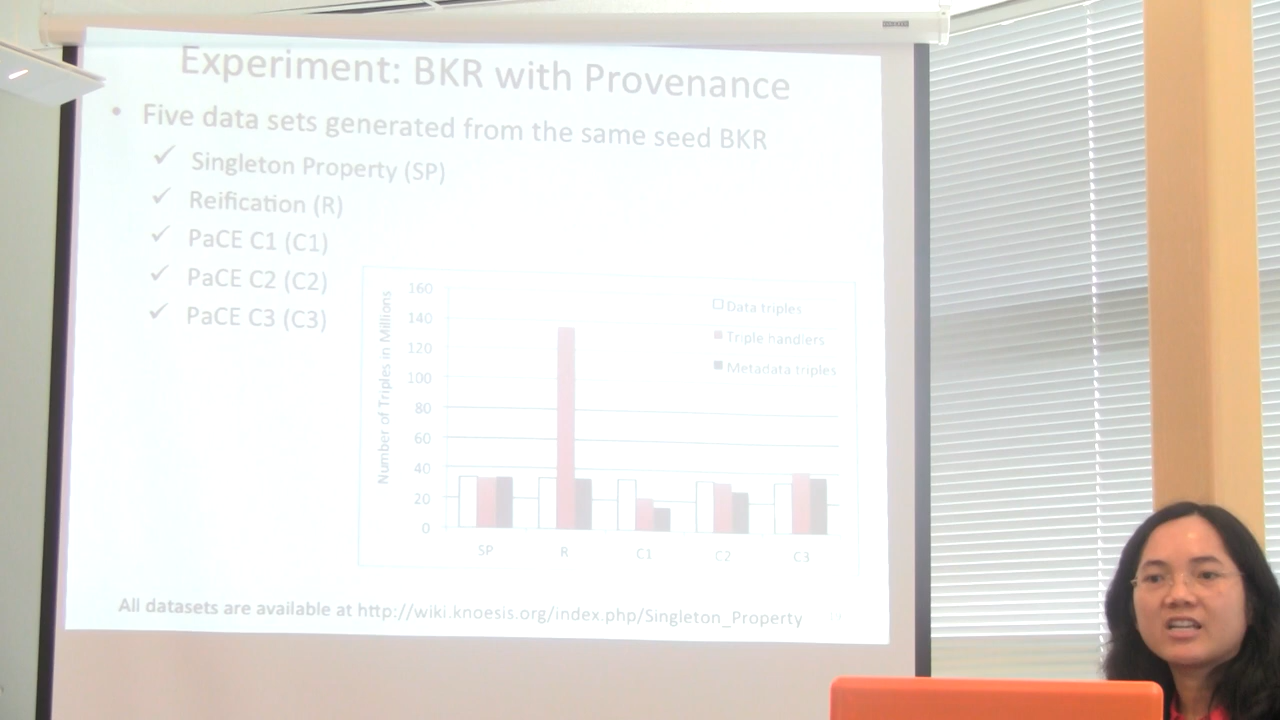 Experiment: BKR with Provenance
• Five data sets generated from the same seed BKR
✓ Singleton Property (SP)
✓ Reification (R)
✓ PaCE C1 (C1)
✓ PaCE C2 (C2)
✓ PaCE C3 (C3)
Number of Triples in Millions
160
140
120
100
80
60
40
20
0
Data triples
Triple handlers
Metadata triples
SP R C1 C2 C3
All datasets are available at http://wiki.knoesis.org/index.php/Singleton_Property